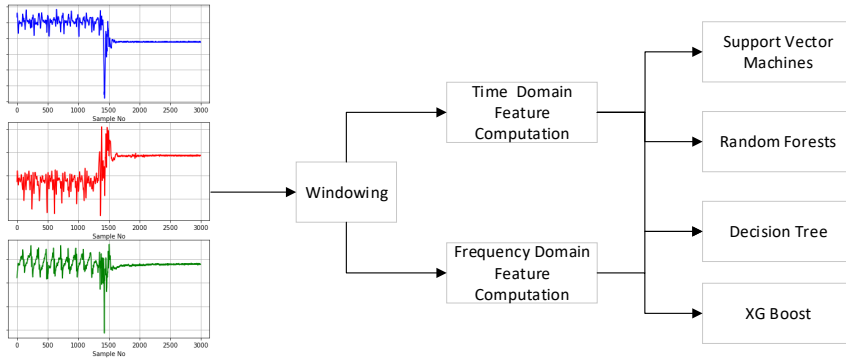 0 500 1000 1500 2000 2500 3000
Sample No
0 500 1000 1500 2000 2500 3000
Sample No
0 500 1000 1500 2000 2500 3000
Sample No
Windowing
Time Domain
Feature
Computation
Frequency Domain
Feature
Computation
Support Vector
Machines
Random Forests
Decision Tree
XG Boost